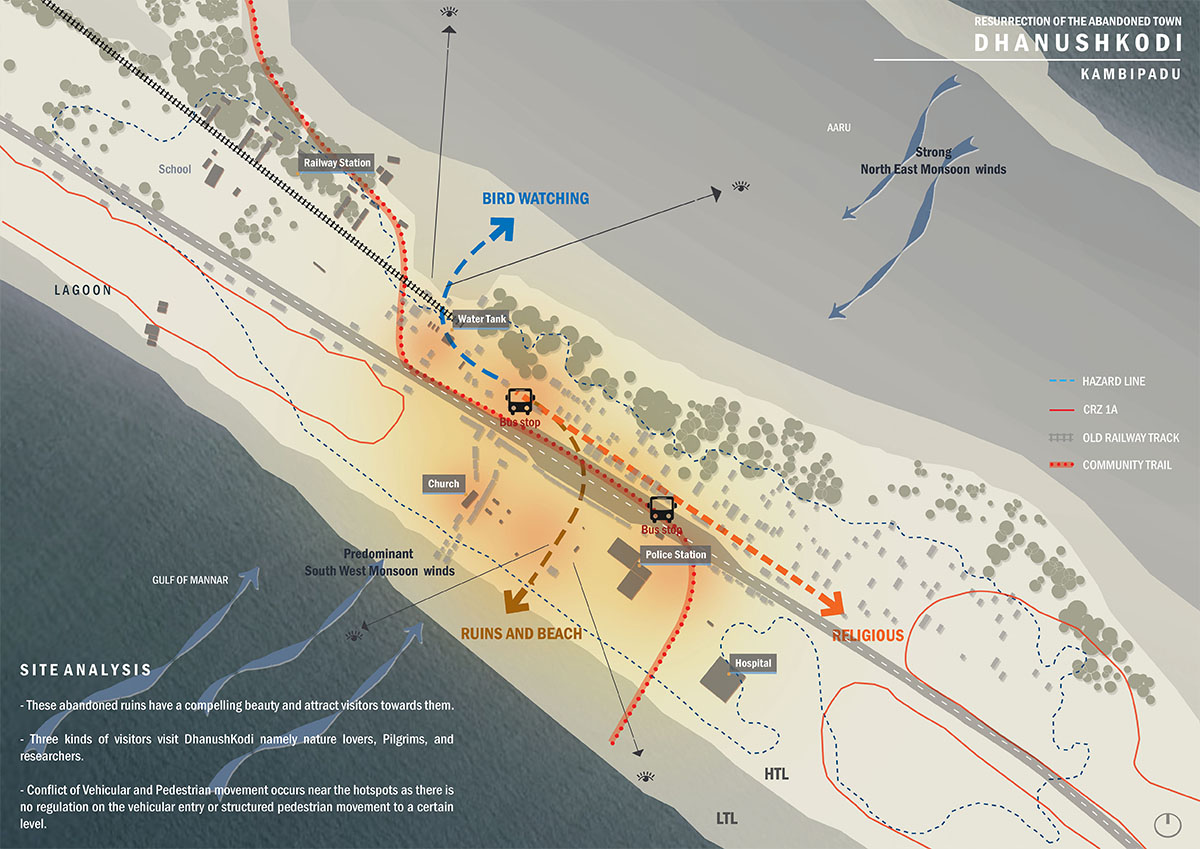 RESURRECTION OF THE ABANDONED TOWN
DHANUSHKODI
KAMBIPADU
AARU
Strong
North East Monsoon winds
Railway Station
School
BIRD WATCHING
LAGOON
Water Tank
HAZARD LINE
CRZ 1A
OLD RAILWAY TRACK
COMMUNITY TRAIL
Bus stop
Church
Bus stop
Police Station
Predominant
South West Monsoon winds
GULF OF MANNAR
RUINS AND BEACH
RELIGIOUS
Hospital
SITE ANALYSIS
- These abandoned ruins have a compelling beauty and attract visitors towards them.
- Three kinds of visitors visit DhanushKodi namely nature lovers, Pilgrims, and
researchers.
- Conflict of Vehicular and Pedestrian movement occurs near the hotspots as there is
no regulation on the vehicular entry or structured pedestrian movement to a certain
level.
HTL
LTL